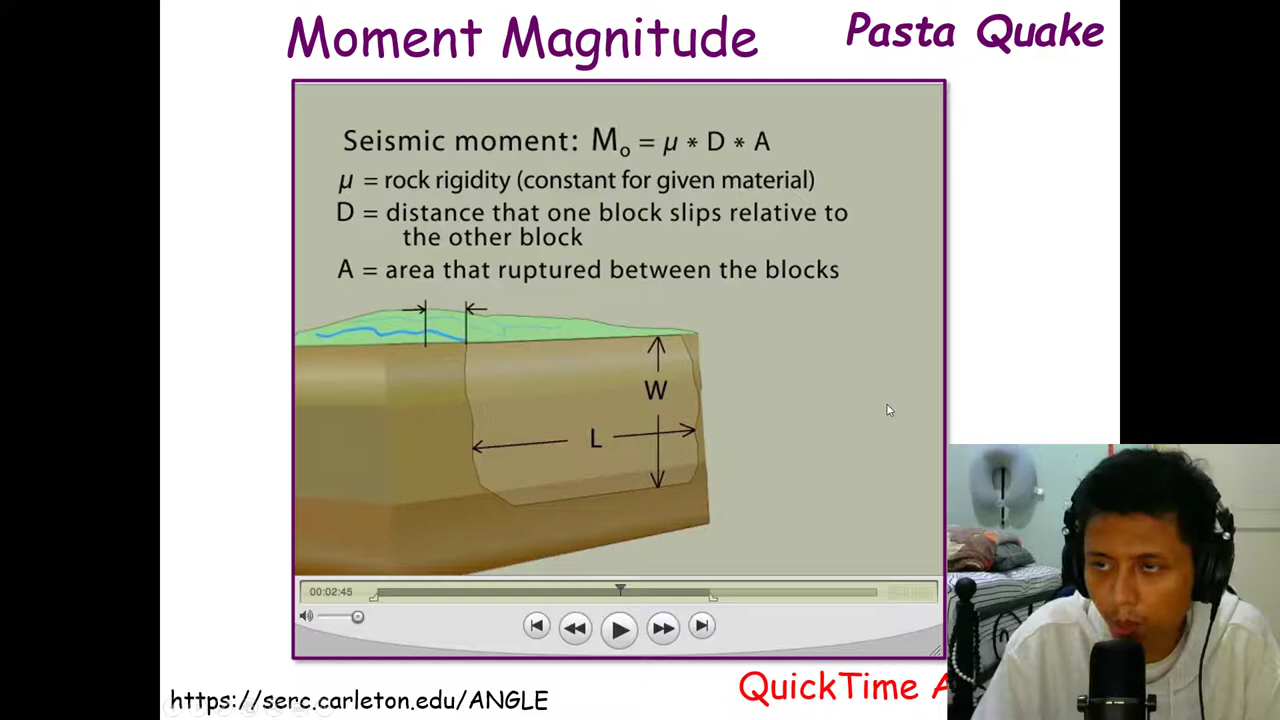 Moment Magnitude
Pasta Quake
Seismic moment: Mₒ = μ * D * A
μ = rock rigidity (constant for given material)
D = distance that one block slips relative to
the other block
A = area that ruptured between the blocks
W
L
00:02:45
https://serc.carleton.edu/ANGLE
QuickTime A